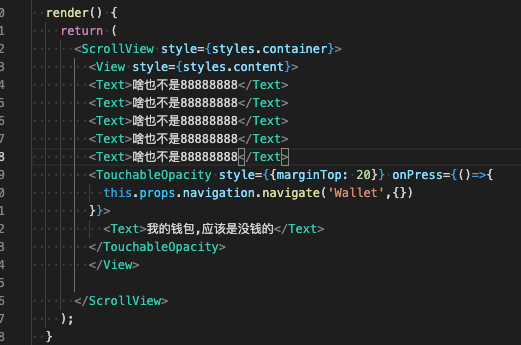 0 render() {
1 return (
2 <ScrollView style={styles.container}>
3 <View style={styles.content}>
4 <Text>啥也不是88888888</Text>
5 <Text>啥也不是88888888</Text>
6 <Text>啥也不是88888888</Text>
7 <Text>啥也不是88888888</Text>
8 <Text>啥也不是88888888</Text>
9 <TouchableOpacity style={{marginTop: 20}} onPress={()=>{
0 this.props.navigation.navigate('Wallet',{})
1 }}>
2 <Text>我的钱包,应该是没钱的</Text>
3 </TouchableOpacity>
4 </View>
5
6 </ScrollView>
7 );
8 }